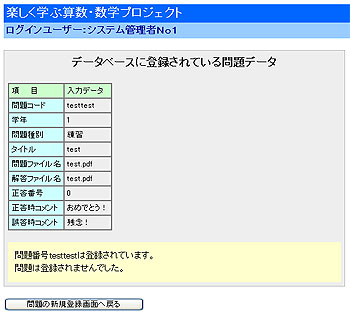 楽しく学ぶ算数・数学プロジェクト
ログインユーザー：システム管理者No1
データベースに登録されている問題データ
項　目 入力データ
問題コード testtest
学年 1
問題種別 練習
タイトル test
問題ファイル名 test.pdf
解答ファイル名 test.pdf
正答番号 0
正答時コメント おめでとう！
誤答時コメント 残念！
問題番号testtestは登録されています。
問題は登録されませんでした。
問題の新規登録画面へ戻る